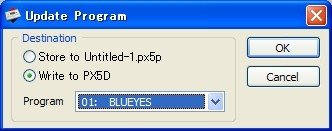 Update Program
Destination
Store to Untitled-1.px5p
OK
Write to PX5D
Cancel
Program 01: BLUEYES